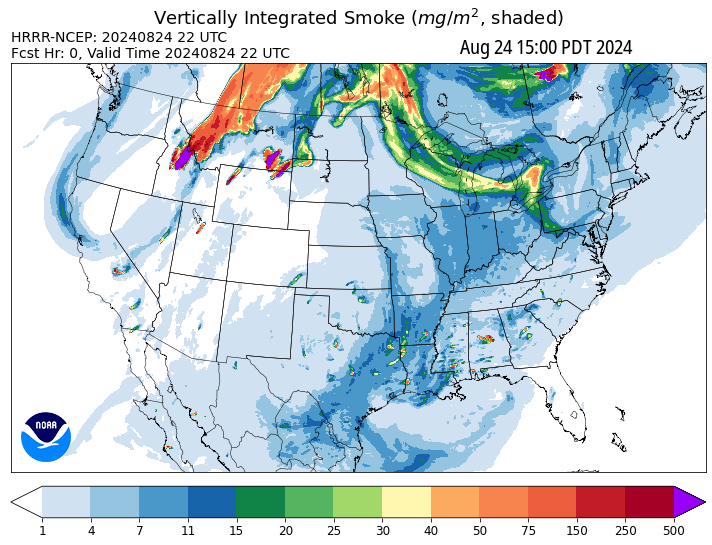 Vertically Integrated Smoke (mg/m², shaded)
HRRR-NCEP: 20240824 22 UTC
Fcst Hr: 0, Valid Time 20240824 22 UTC
Aug 24 15:00 PDT 2024
NOAA
1 4 7 11 15 20 25 30 40 50 75 150 250 500